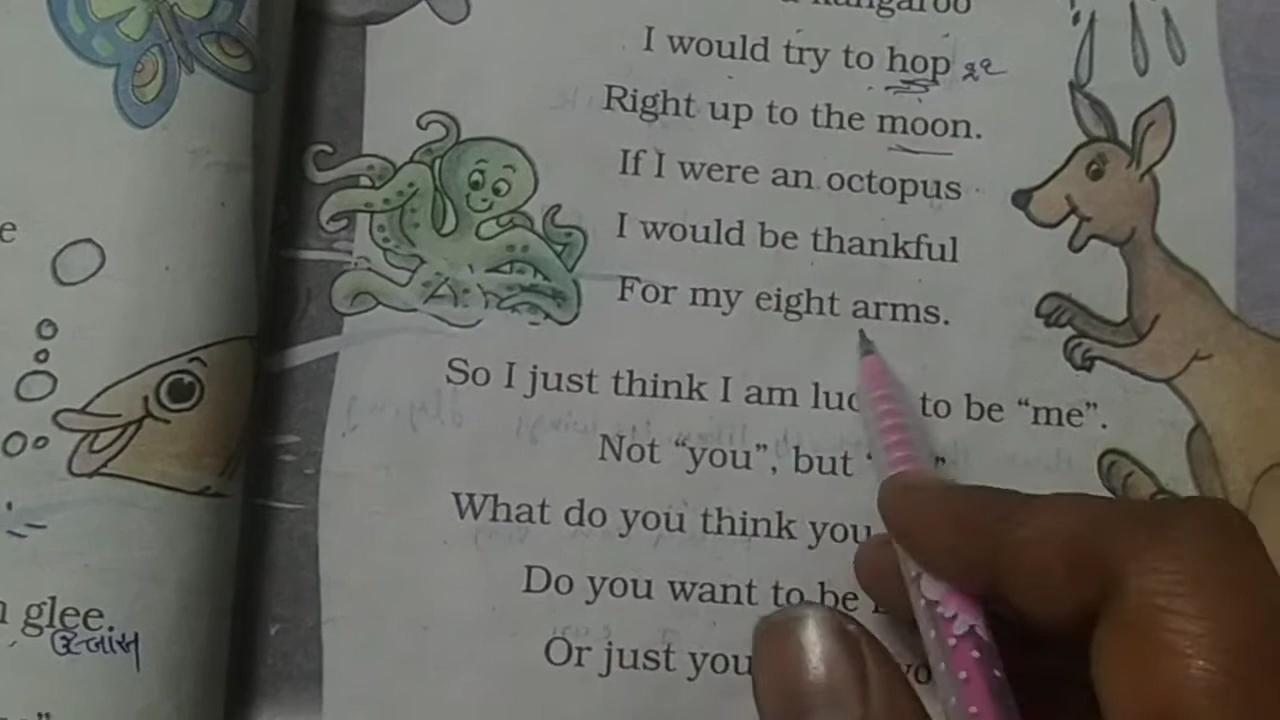 e
glee.
kangaroo
I would try to hop
Right up to the moon.
If I were an octopus
I would be thankful
For my eight arms.
So I just think I am to be “me”.
Not “you”, but
What do you think you
Do you want to be
Or just you